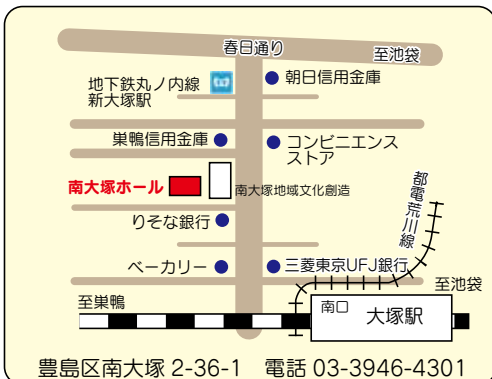 春日通り
至池袋
地下鉄丸ノ内線
新大塚駅
朝日信用金庫
巣鴨信用金庫
コンビニエンス
ストア
南大塚ホール
南大塚地域文化創造
都電荒川線
りそな銀行
ベーカリー
三菱東京UFJ銀行
至池袋
至巣鴨
南口
大塚駅
豊島区南大塚 2-36-1 電話 03-3946-4301